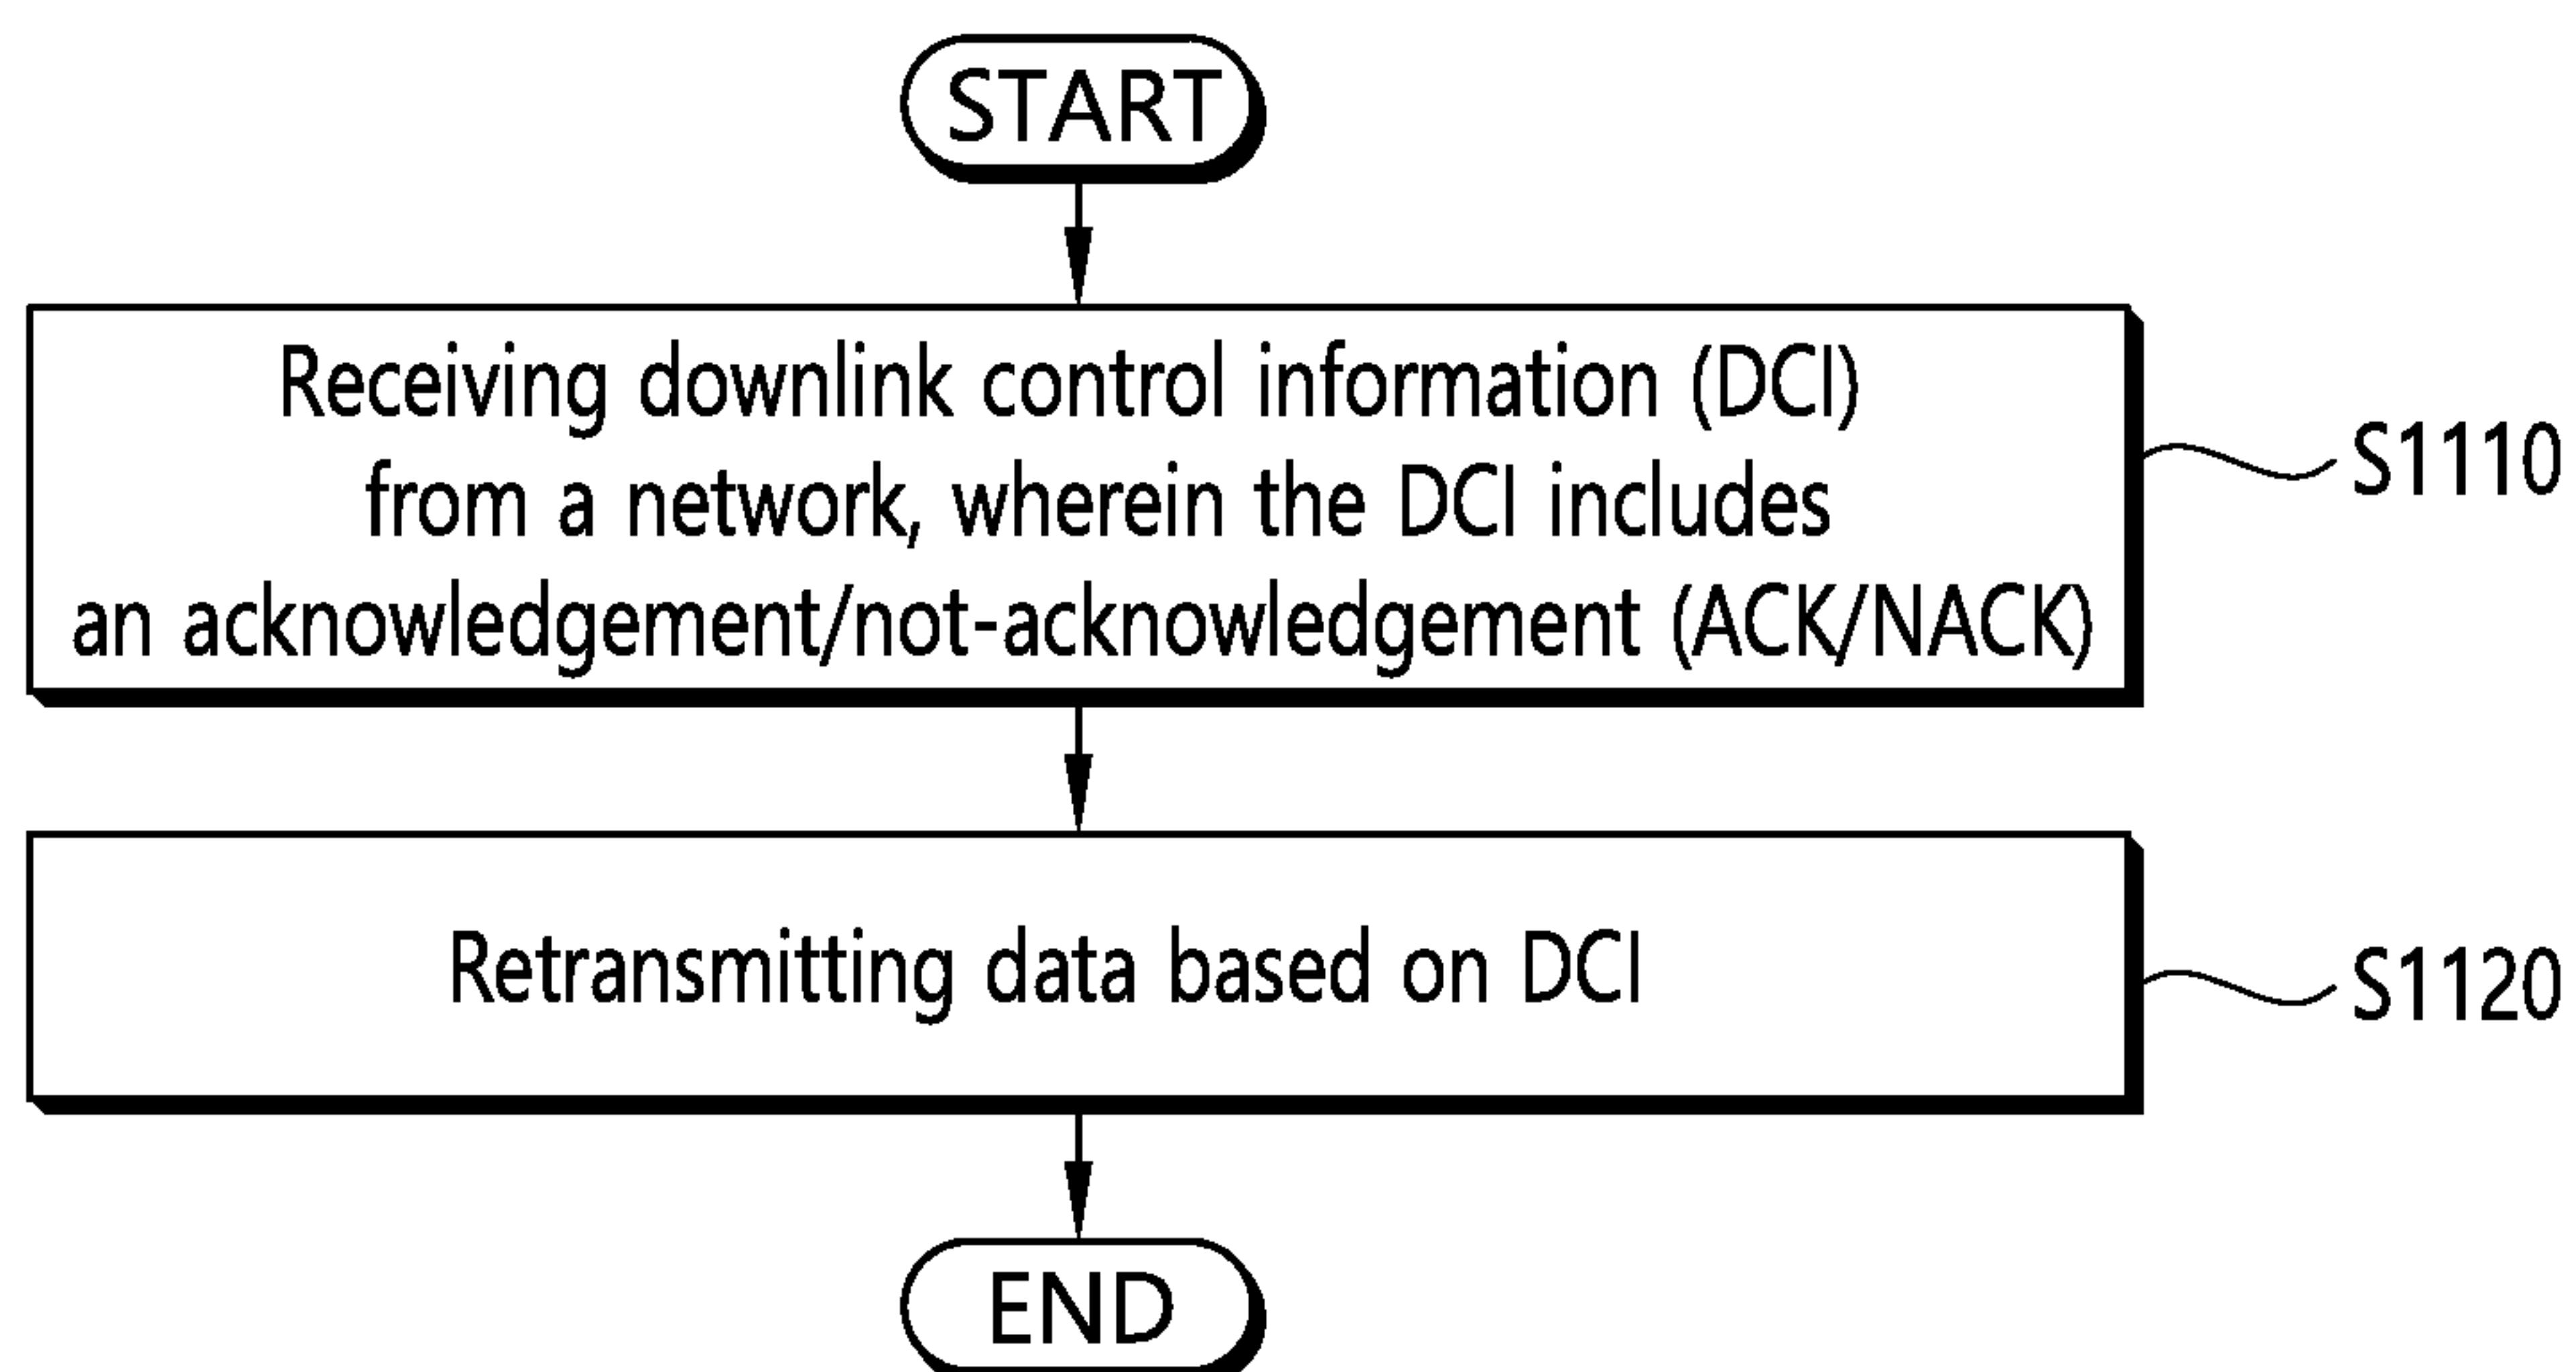 START
Receiving downlink control information (DCI)
from a network, wherein the DCI includes
an acknowledgement/not-acknowledgement (ACK/NACK)
S1110
Retransmitting data based on DCI
S1120
END